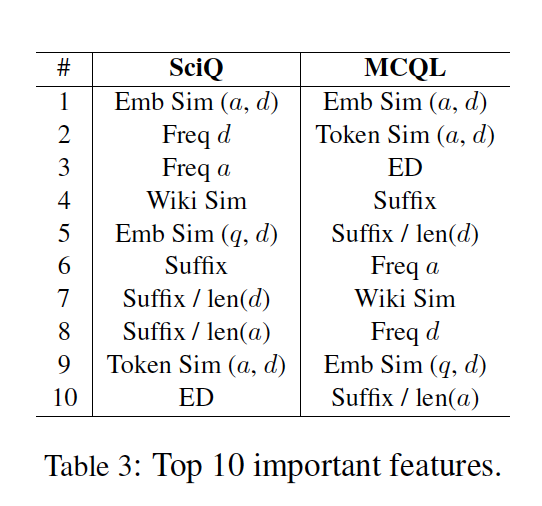 # SciQ MCQL
1 Emb Sim (a, d) Emb Sim (a, d)
2 Freq d Token Sim (a, d)
3 Freq a ED
4 Wiki Sim Suffix
5 Emb Sim (q, d) Suffix / len(d)
6 Suffix Freq a
7 Suffix / len(d) Wiki Sim
8 Suffix / len(a) Freq d
9 Token Sim (a, d) Emb Sim (q, d)
10 ED Suffix / len(a)
Table 3: Top 10 important features.